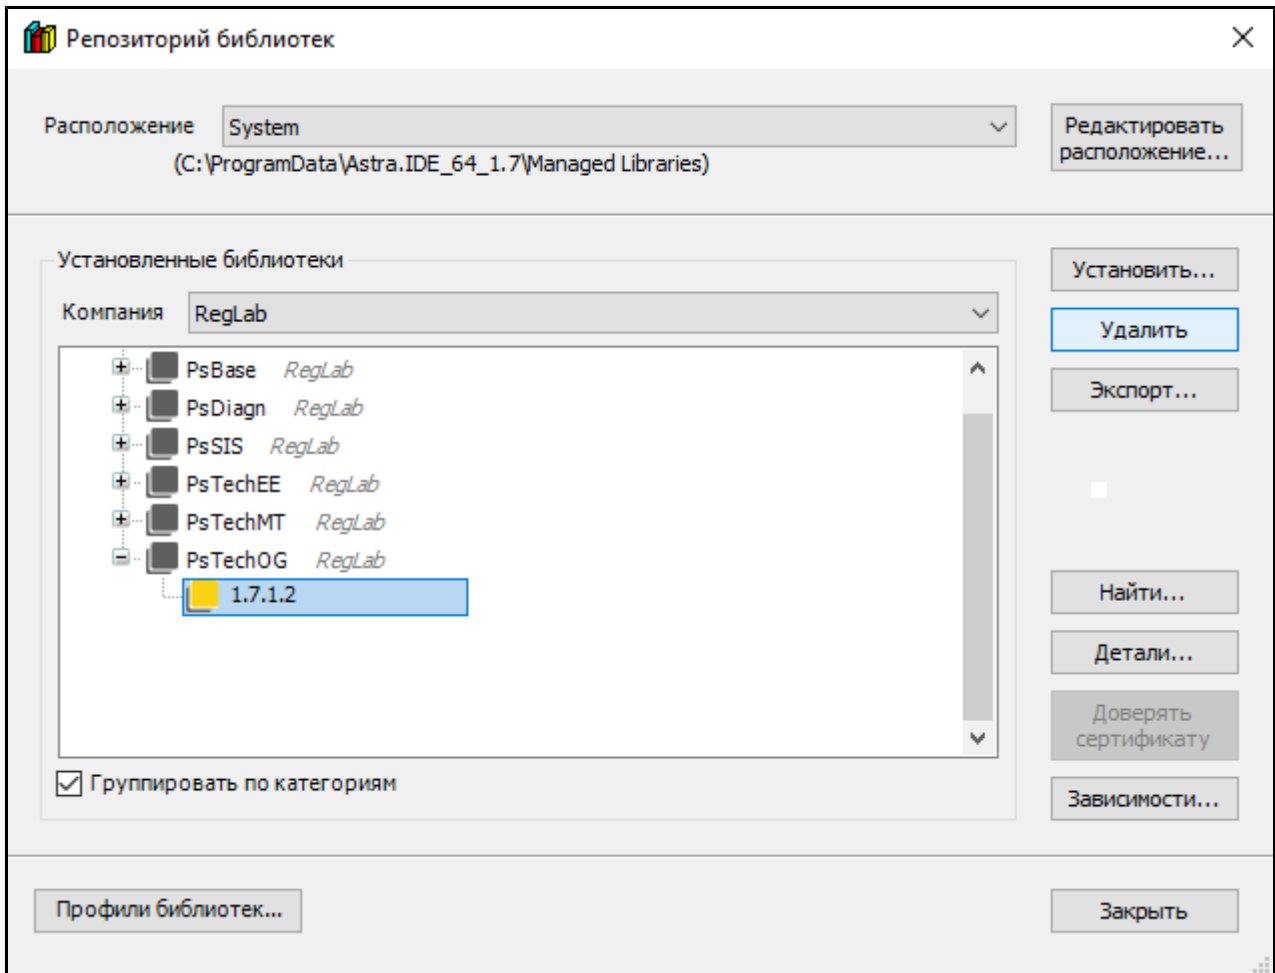 Репозиторий библиотек
Расположение System
(C:\ProgramData\Astra.IDE_64_1.7\Managed Libraries)
Редактировать
расположение...
Установленные библиотеки
Компания RegLab
PsBase RegLab
PsDiagn RegLab
PsSIS RegLab
PsTechEE RegLab
PsTechMT RegLab
PsTechOG RegLab
1.7.1.2
Группировать по категориям
Установить...
Удалить
Экспорт...
Найти...
Детали...
Доверять
сертификату
Зависимости...
Профили библиотек...
Закрыть